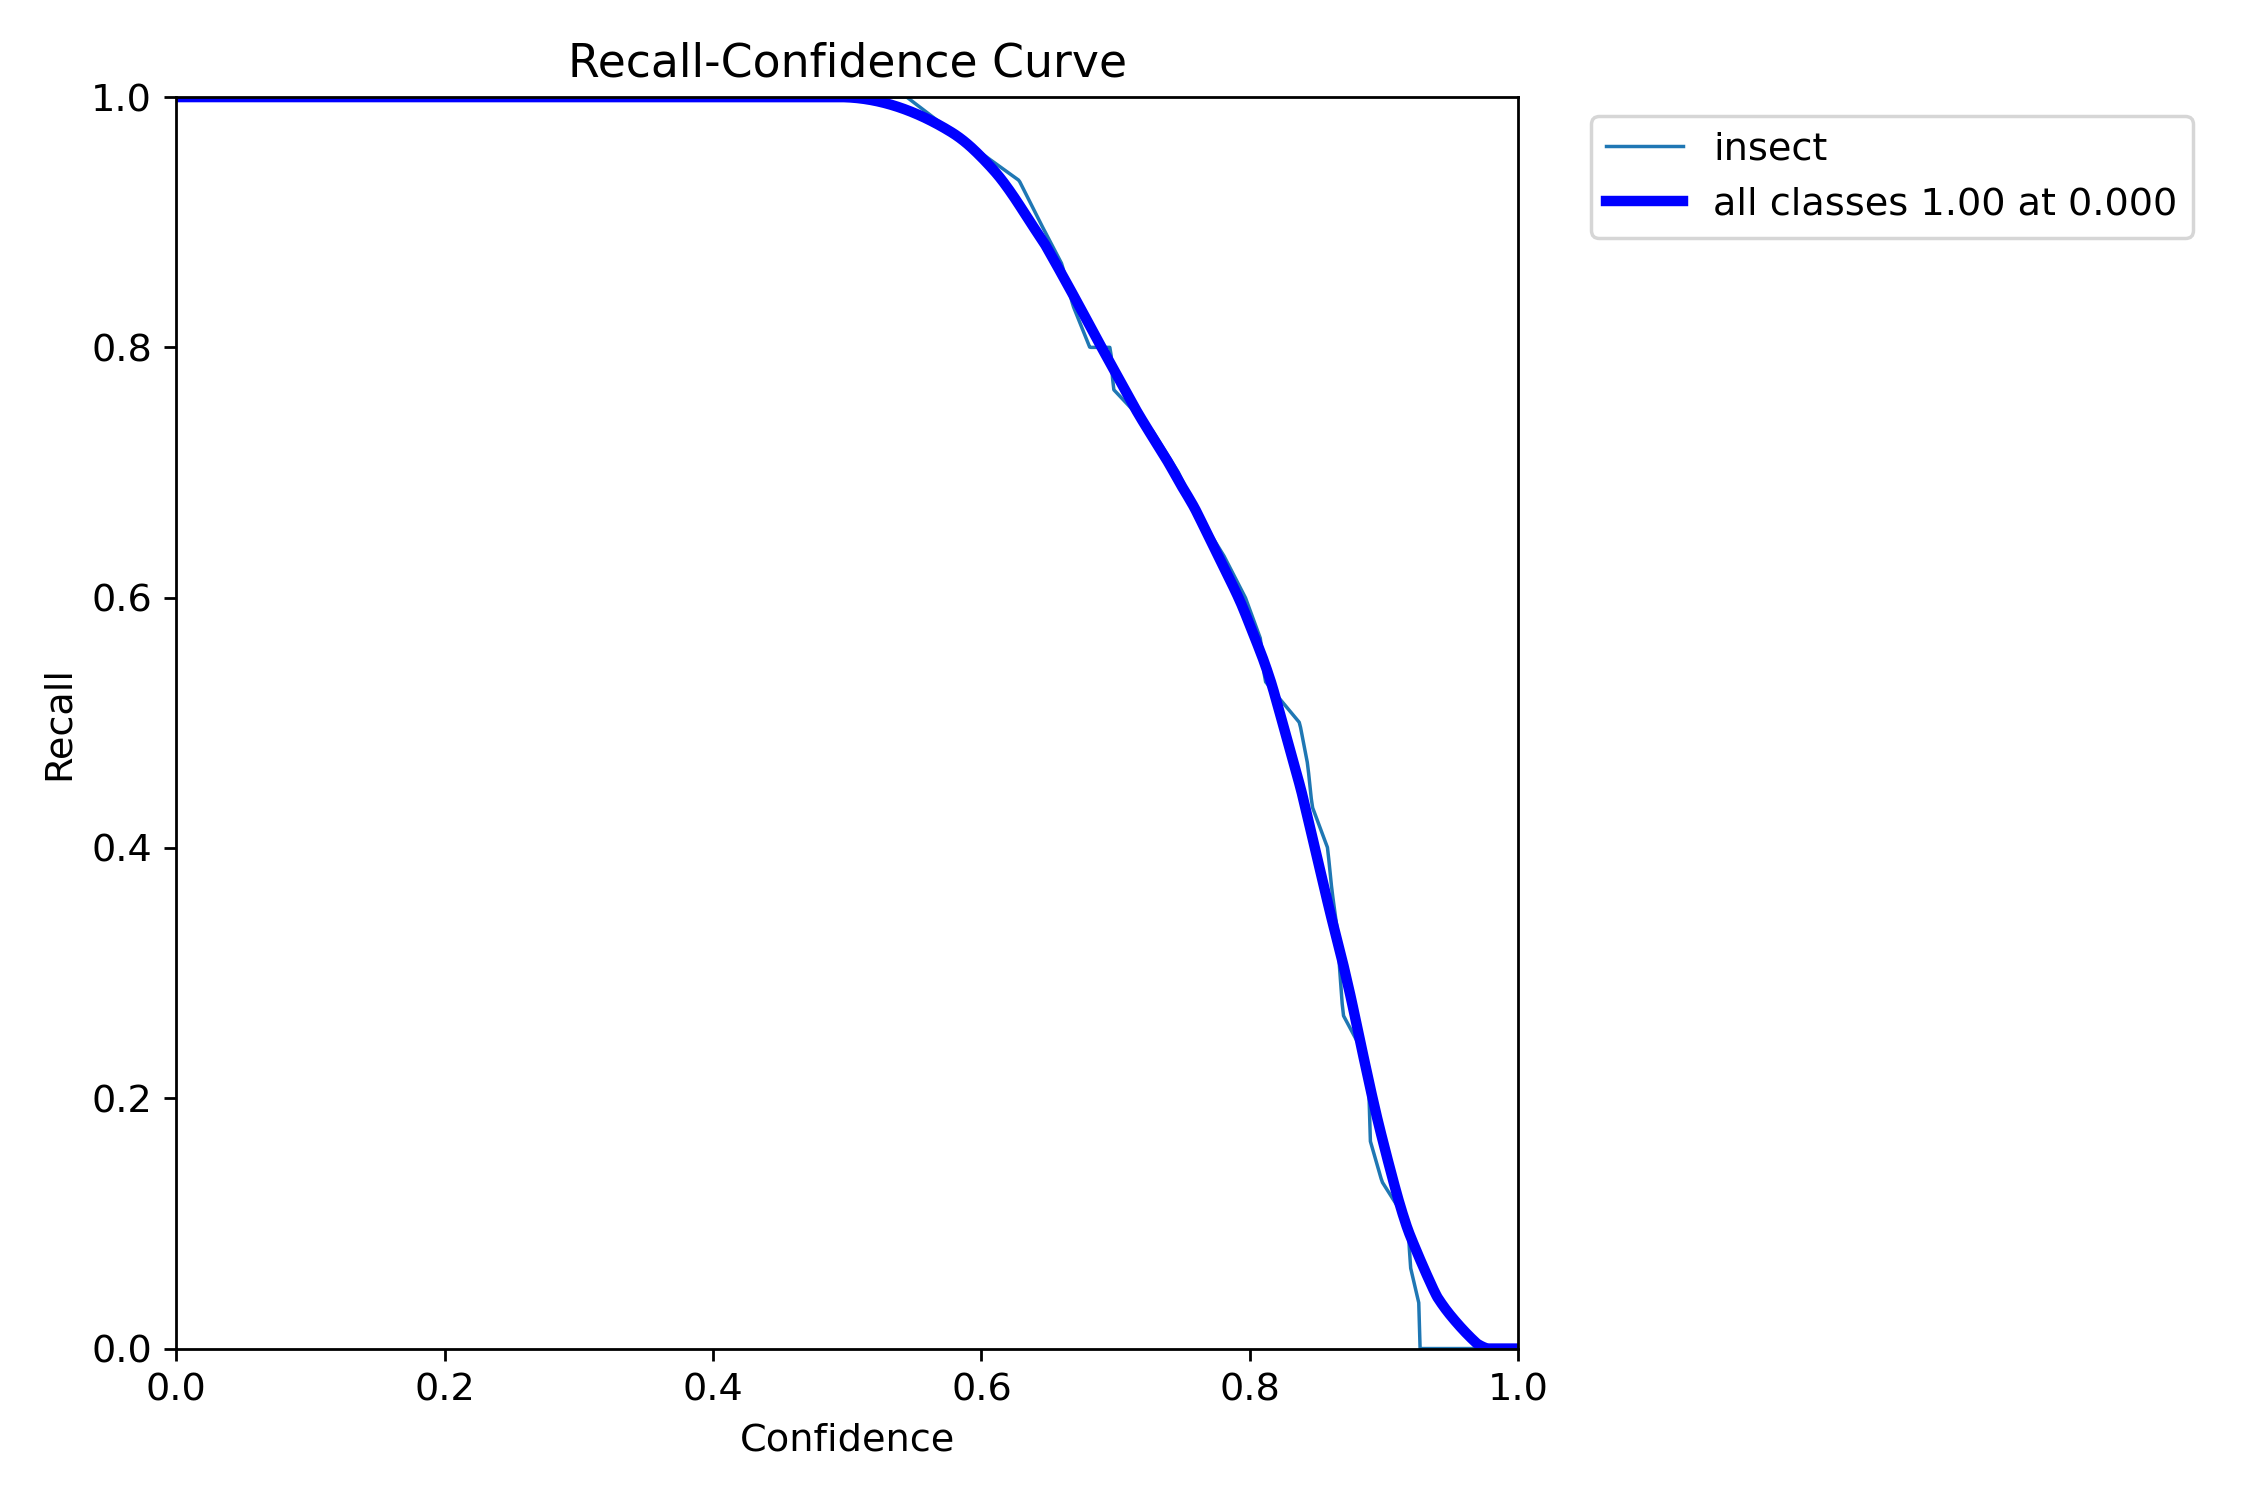 Recall-Confidence Curve
insect
all classes 1.00 at 0.000
1.0
0.8
0.6
0.4
0.2
0.0
Recall
0.0 0.2 0.4 0.6 0.8 1.0
Confidence